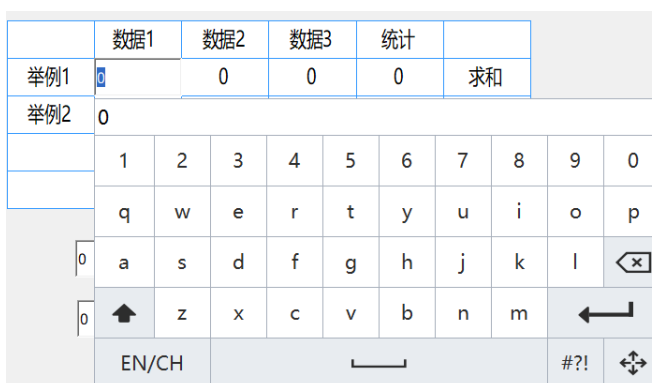 数据1 数据2 数据3 统计
举例1 0 0 0 0 求和
举例2
0
1 2 3 4 5 6 7 8 9 0
q w e r t y u i o p
0
a s d f g h j k l
z x c v b n m
0
EN/CH #?!